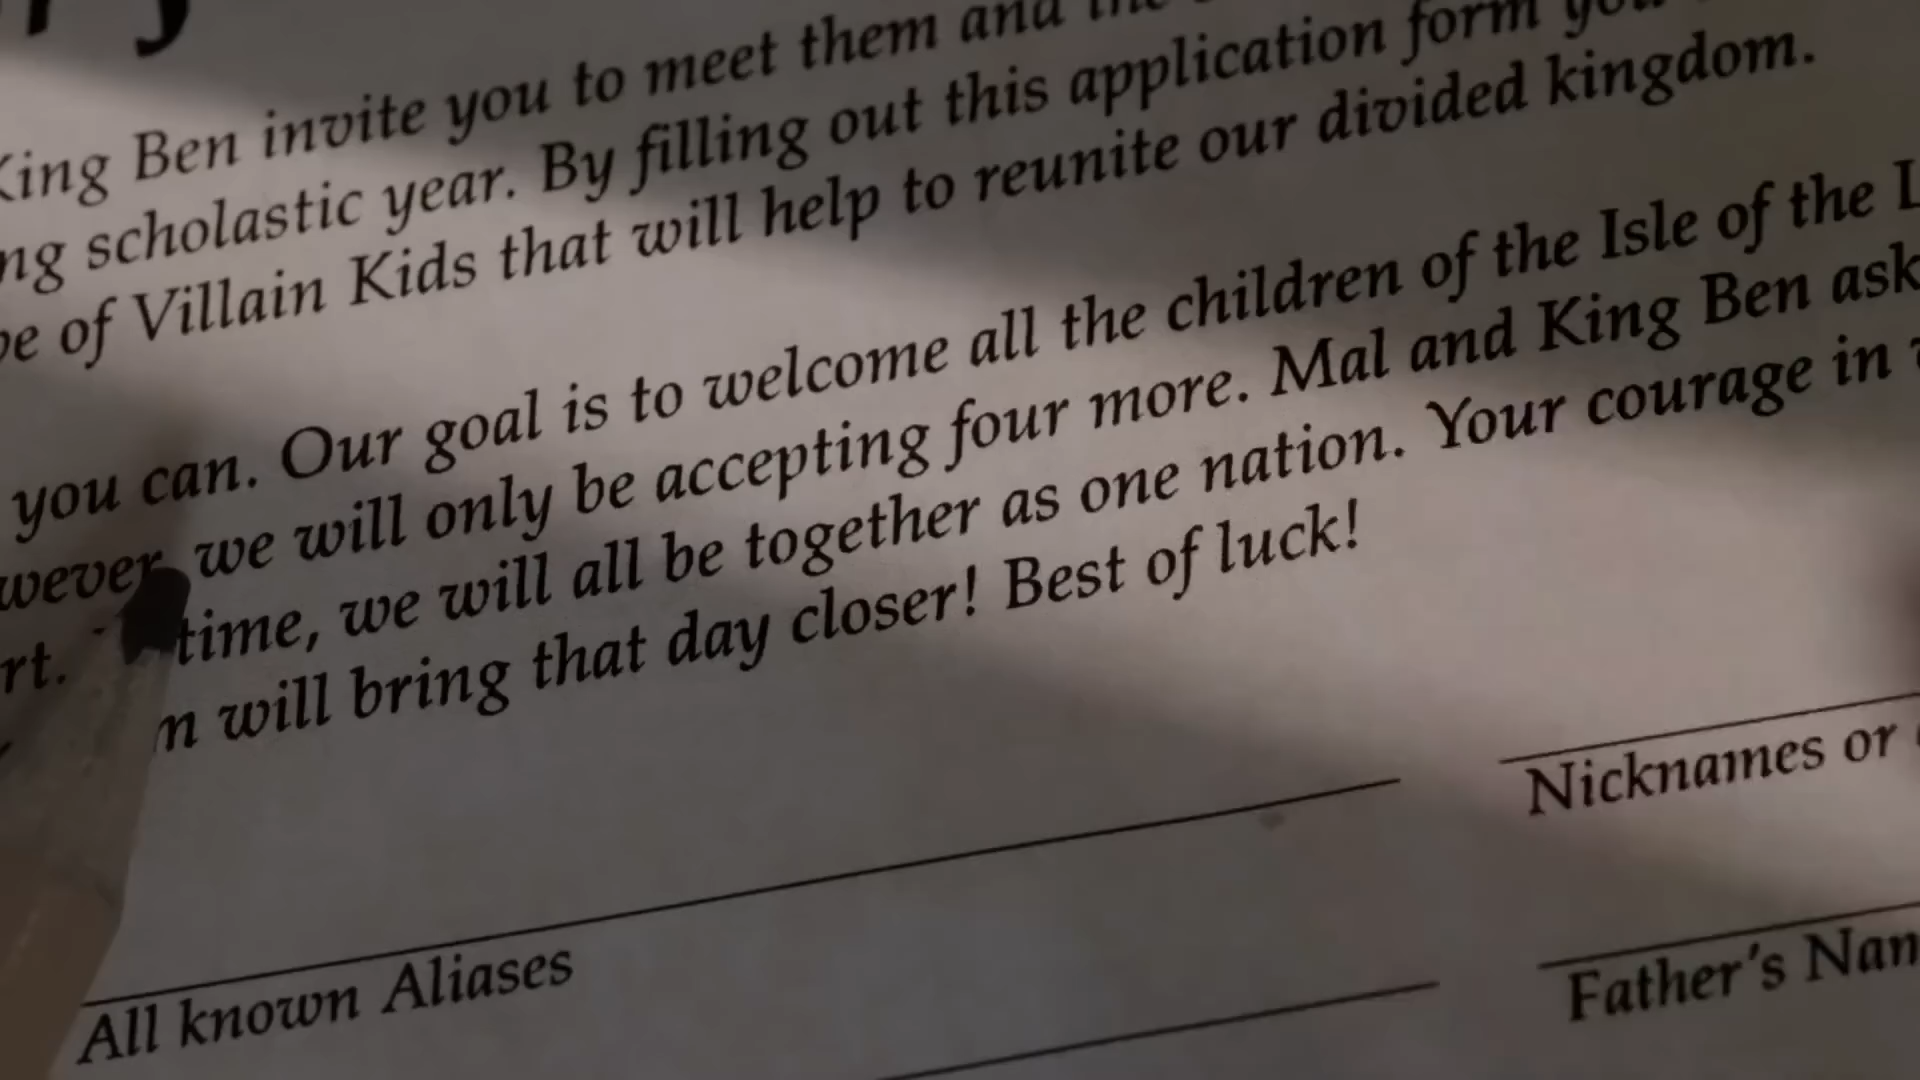 King Ben invite you to meet them and
scholastic year. By filling out this application form
of Villain Kids that will help to reunite our divided kingdom.
you can. Our goal is to welcome all the children of the Isle of the
we will only be accepting four more. Mal and King Ben ask
time, we will all be together as one nation. Your courage in
will bring that day closer! Best of luck!
Nicknames or
All known Aliases
Father's